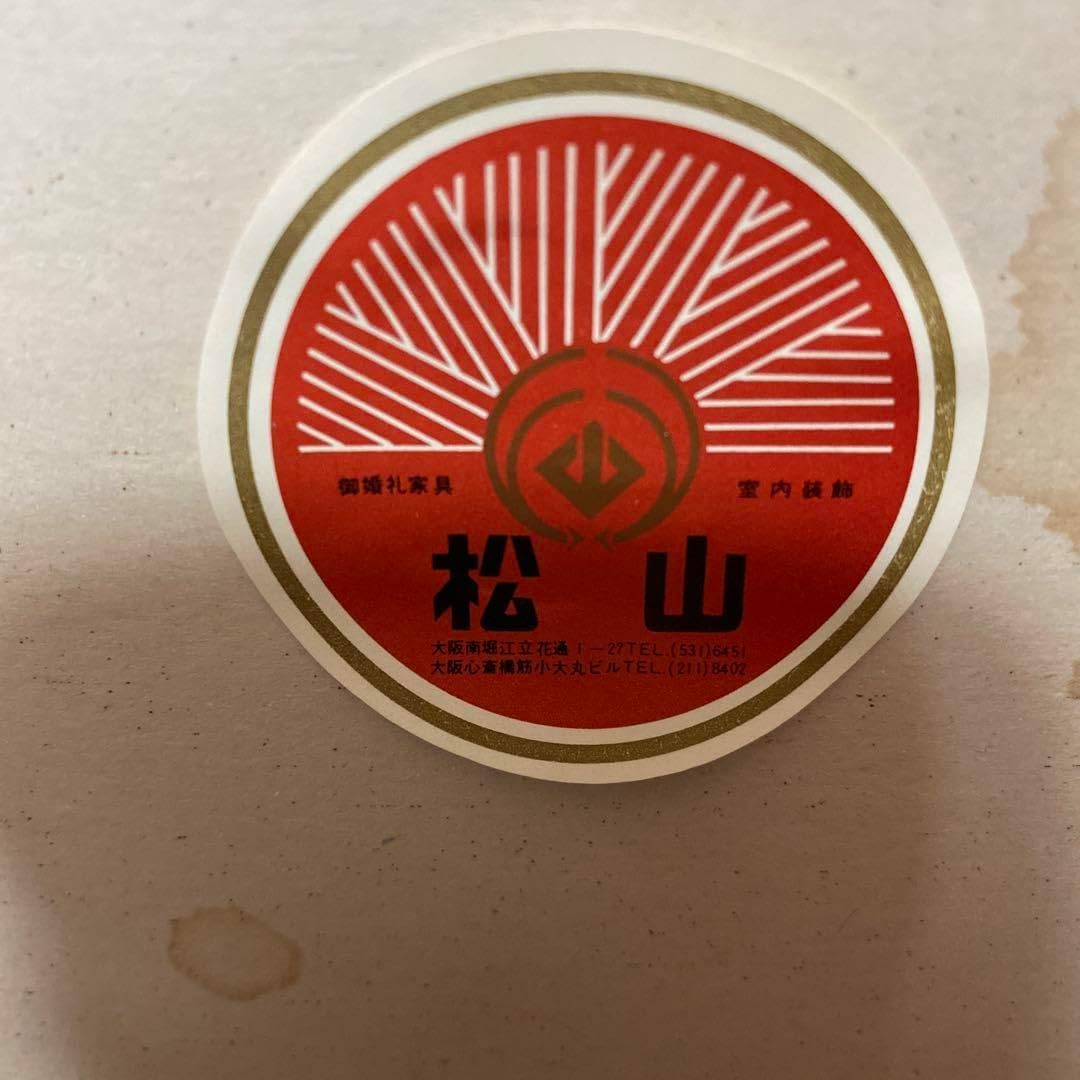 山
御婚礼家具
室内装飾
松山
大阪南堀江立花通1-27TEL.(531)6451
大阪心斎橋筋小大丸ビルTEL.(211)8402